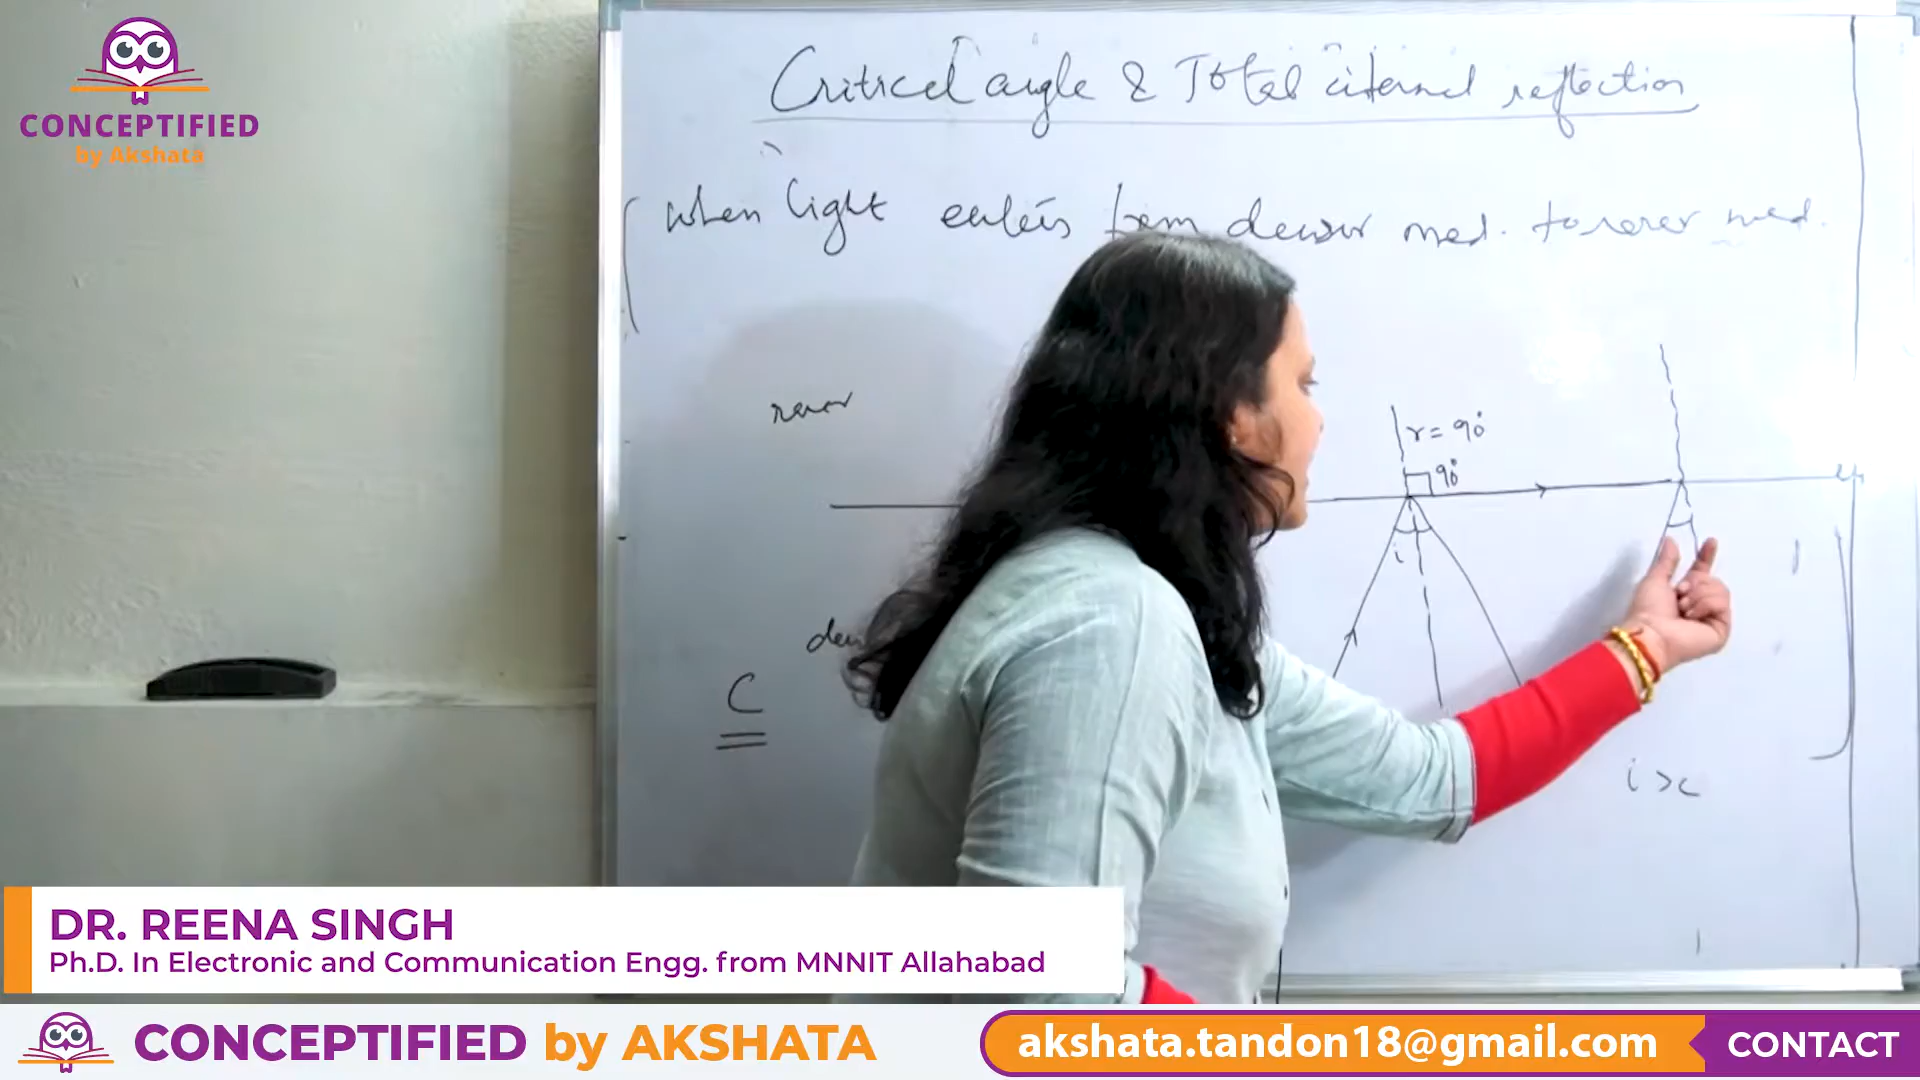 CONCEPTIFIED
by Akshata
Critical angle & Total internal reflection
when light enters from denser med. to rarer med.
rarer
r = 90°
90°
i
C
i > c
DR. REENA SINGH
Ph.D. In Electronic and Communication Engg. from MNNIT Allahabad
CONCEPTIFIED by AKSHATA
akshata.tandon18@gmail.com
CONTACT